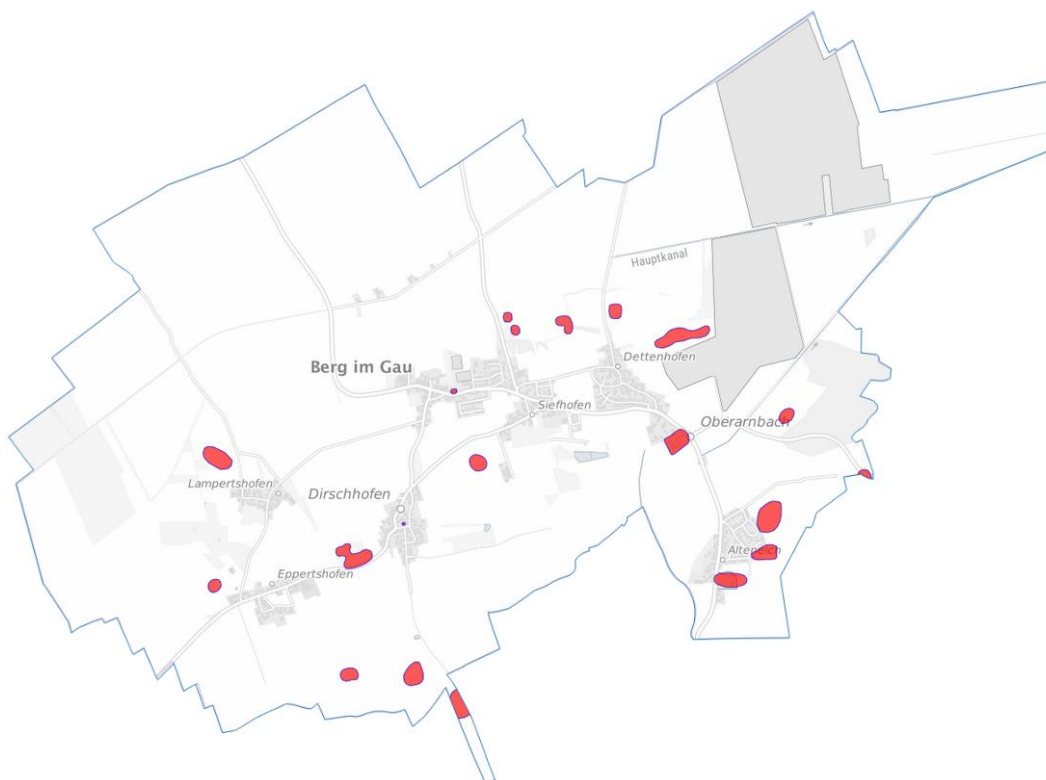 Hauptkanal
Dettenhofen
Berg im Gau
Siefhofen
Oberarnbach
Lampertshofen
Dirschhofen
Alteneich
Eppertshofen